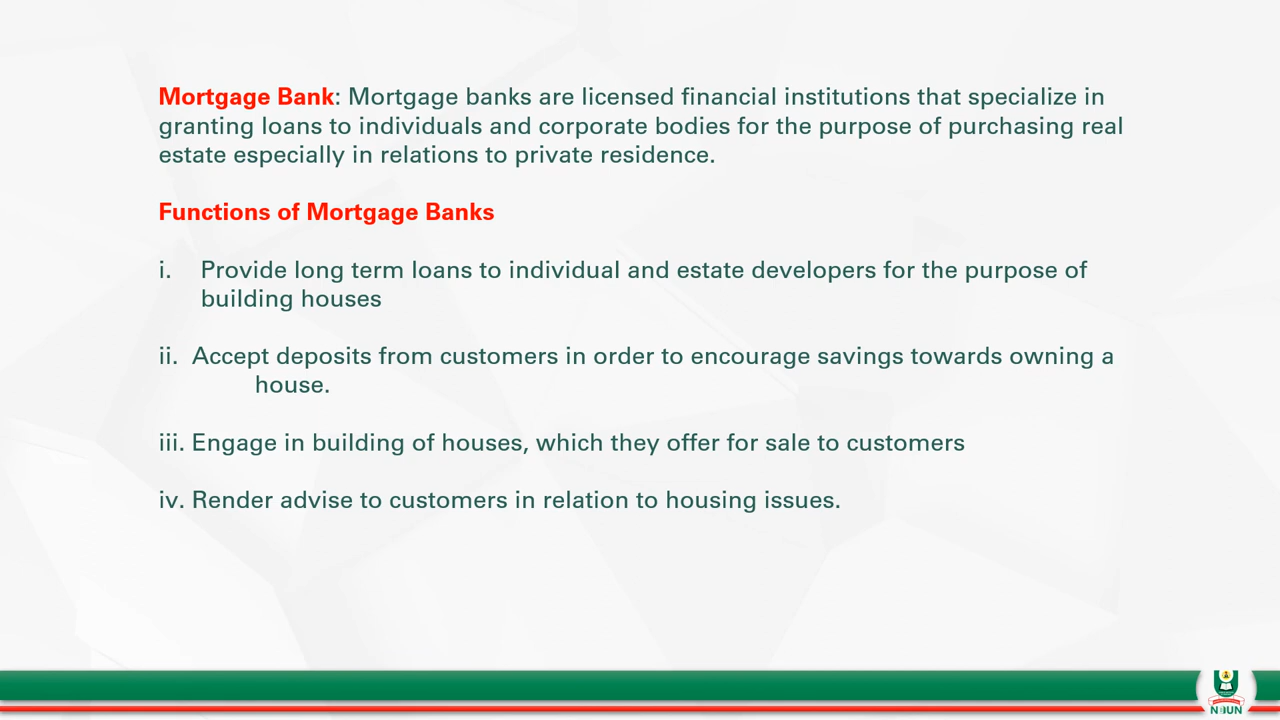 Mortgage Bank: Mortgage banks are licensed financial institutions that specialize in
granting loans to individuals and corporate bodies for the purpose of purchasing real
estate especially in relations to private residence.
Functions of Mortgage Banks
i. Provide long term loans to individual and estate developers for the purpose of
building houses
ii. Accept deposits from customers in order to encourage savings towards owning a
house.
iii. Engage in building of houses, which they offer for sale to customers
iv. Render advise to customers in relation to housing issues.
NOUN